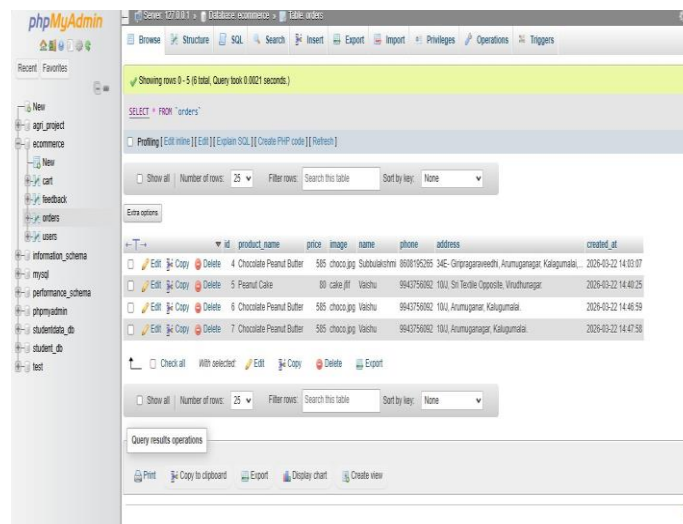 phpMyAdmin
Recent Favorites
New
agri_project
ecommerce
New
cart
feedback
orders
users
information_schema
mysql
performance_schema
phpmyadmin
studentdata_db
student_db
test
Server: 127.0.0.1 » Database: ecommerce » Table: orders
Browse Structure SQL Search Insert Export Import Privileges Operations Triggers
Showing rows 0 - 5 (6 total, Query took 0.0021 seconds.)
SELECT * FROM `orders`
Profiling [ Edit inline ] [ Edit ] [ Explain SQL ] [ Create PHP code ] [ Refresh ]
Show all Number of rows: 25 Filter rows: Search this table Sort by key: None
Extra options
←T→ id product_name price image name phone address created_at
Edit Copy Delete 4 Chocolate Peanut Butter 585 choco.jpg Subbulakshmi 8608195265 34E- Giripragaraveedhi, Arumuganagar, Kalagumalai,... 2026-03-22 14:03:07
Edit Copy Delete 5 Peanut Cake 80 cake.jfif Vaishu 9943756092 10/J, Sri Textile Opposite, Virudhunagar. 2026-03-22 14:40:25
Edit Copy Delete 6 Chocolate Peanut Butter 585 choco.jpg Vaishu 9943756092 10/J, Arumuganar, Kalugumalai. 2026-03-22 14:46:59
Edit Copy Delete 7 Chocolate Peanut Butter 585 choco.jpg Vaishu 9943756092 10/J, Arumugaragar, Kalugumalai. 2026-03-22 14:47:58
Check all With selected: Edit Copy Delete Export
Show all Number of rows: 25 Filter rows: Search this table Sort by key: None
Query results operations
Print Copy to clipboard Export Display chart Create view